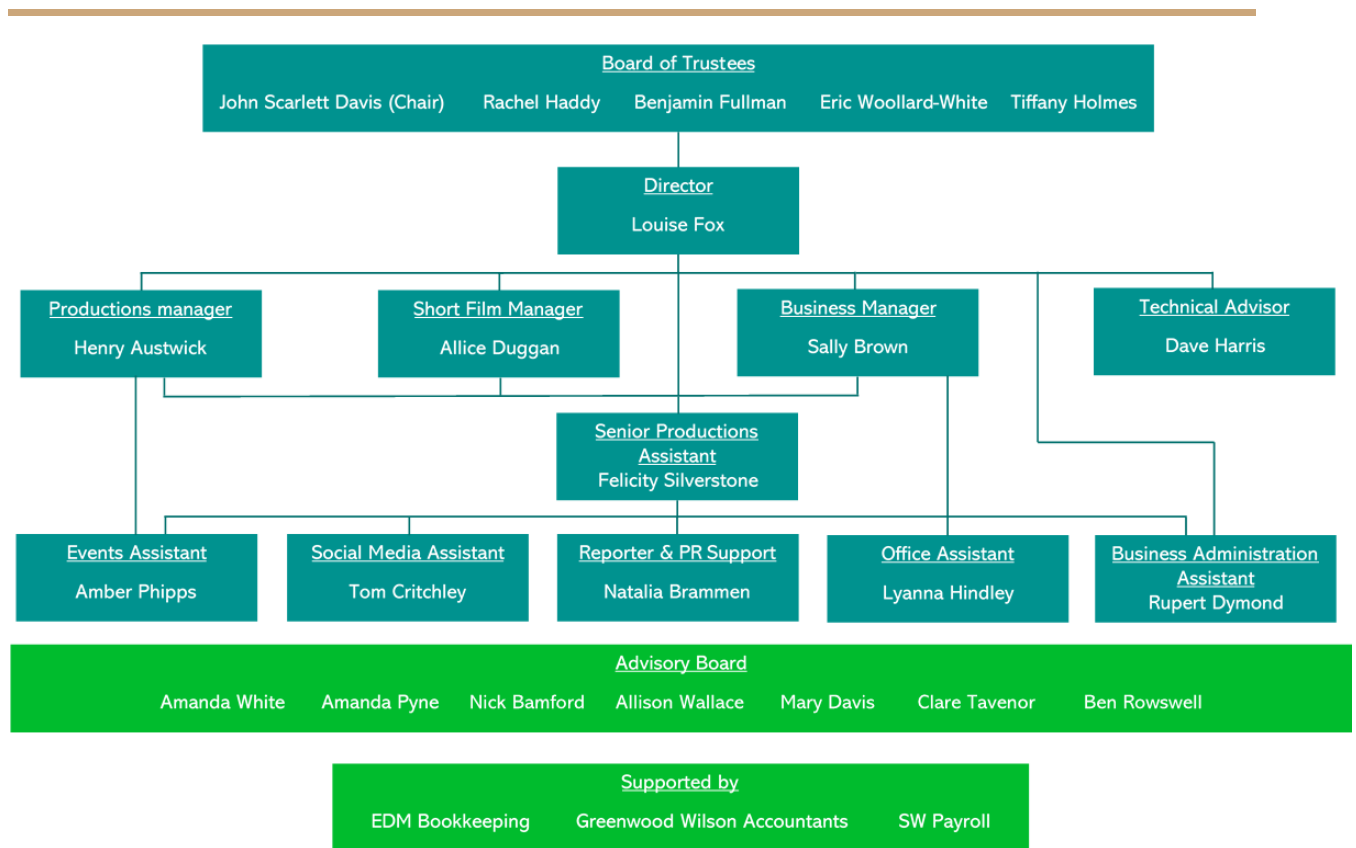 Board of Trustees
John Scarlett Davis (Chair) Rachel Haddy Benjamin Fullman Eric Woollard-White Tiffany Holmes
Director
Louise Fox
Productions manager
Henry Austwick
Short Film Manager
Allice Duggan
Business Manager
Sally Brown
Technical Advisor
Dave Harris
Senior Productions
Assistant
Felicity Silverstone
Events Assistant
Amber Phipps
Social Media Assistant
Tom Critchley
Reporter & PR Support
Natalia Brammen
Office Assistant
Lyanna Hindley
Business Administration
Assistant
Rupert Dymond
Advisory Board
Amanda White Amanda Pyne Nick Bamford Allison Wallace Mary Davis Clare Tavenor Ben Rowswell
Supported by
EDM Bookkeeping Greenwood Wilson Accountants SW Payroll